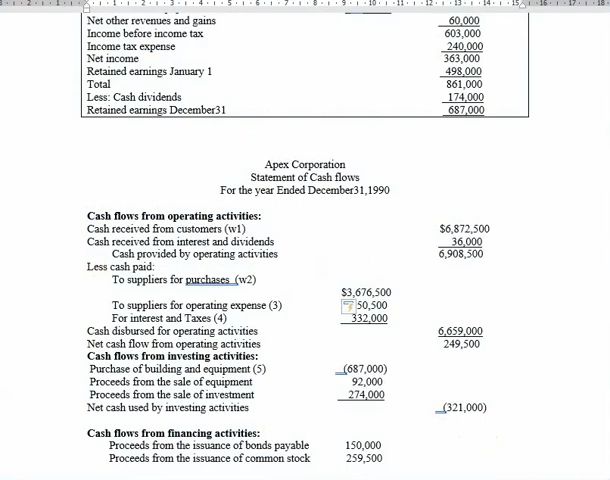 Net other revenues and gains 60,000
Income before income tax 603,000
Income tax expense 240,000
Net income 363,000
Retained earnings January 1 498,000
Total 861,000
Less: Cash dividends 174,000
Retained earnings December31 687,000
Apex Corporation
Statement of Cash flows
For the year Ended December31,1990
Cash flows from operating activities:
Cash received from customers (w1) $6,872,500
Cash received from interest and dividends 36,000
Cash provided by operating activities 6,908,500
Less cash paid:
To suppliers for purchases (w2)
$3,676,500
To suppliers for operating expense (3) 50,500
For interest and Taxes (4) 332,000
Cash disbursed for operating activities 6,659,000
Net cash flow from operating activities 249,500
Cash flows from investing activities:
Purchase of building and equipment (5) (687,000)
Proceeds from the sale of equipment 92,000
Proceeds from the sale of investment 274,000
Net cash used by investing activities (321,000)
Cash flows from financing activities:
Proceeds from the issuance of bonds payable 150,000
Proceeds from the issuance of common stock 259,500